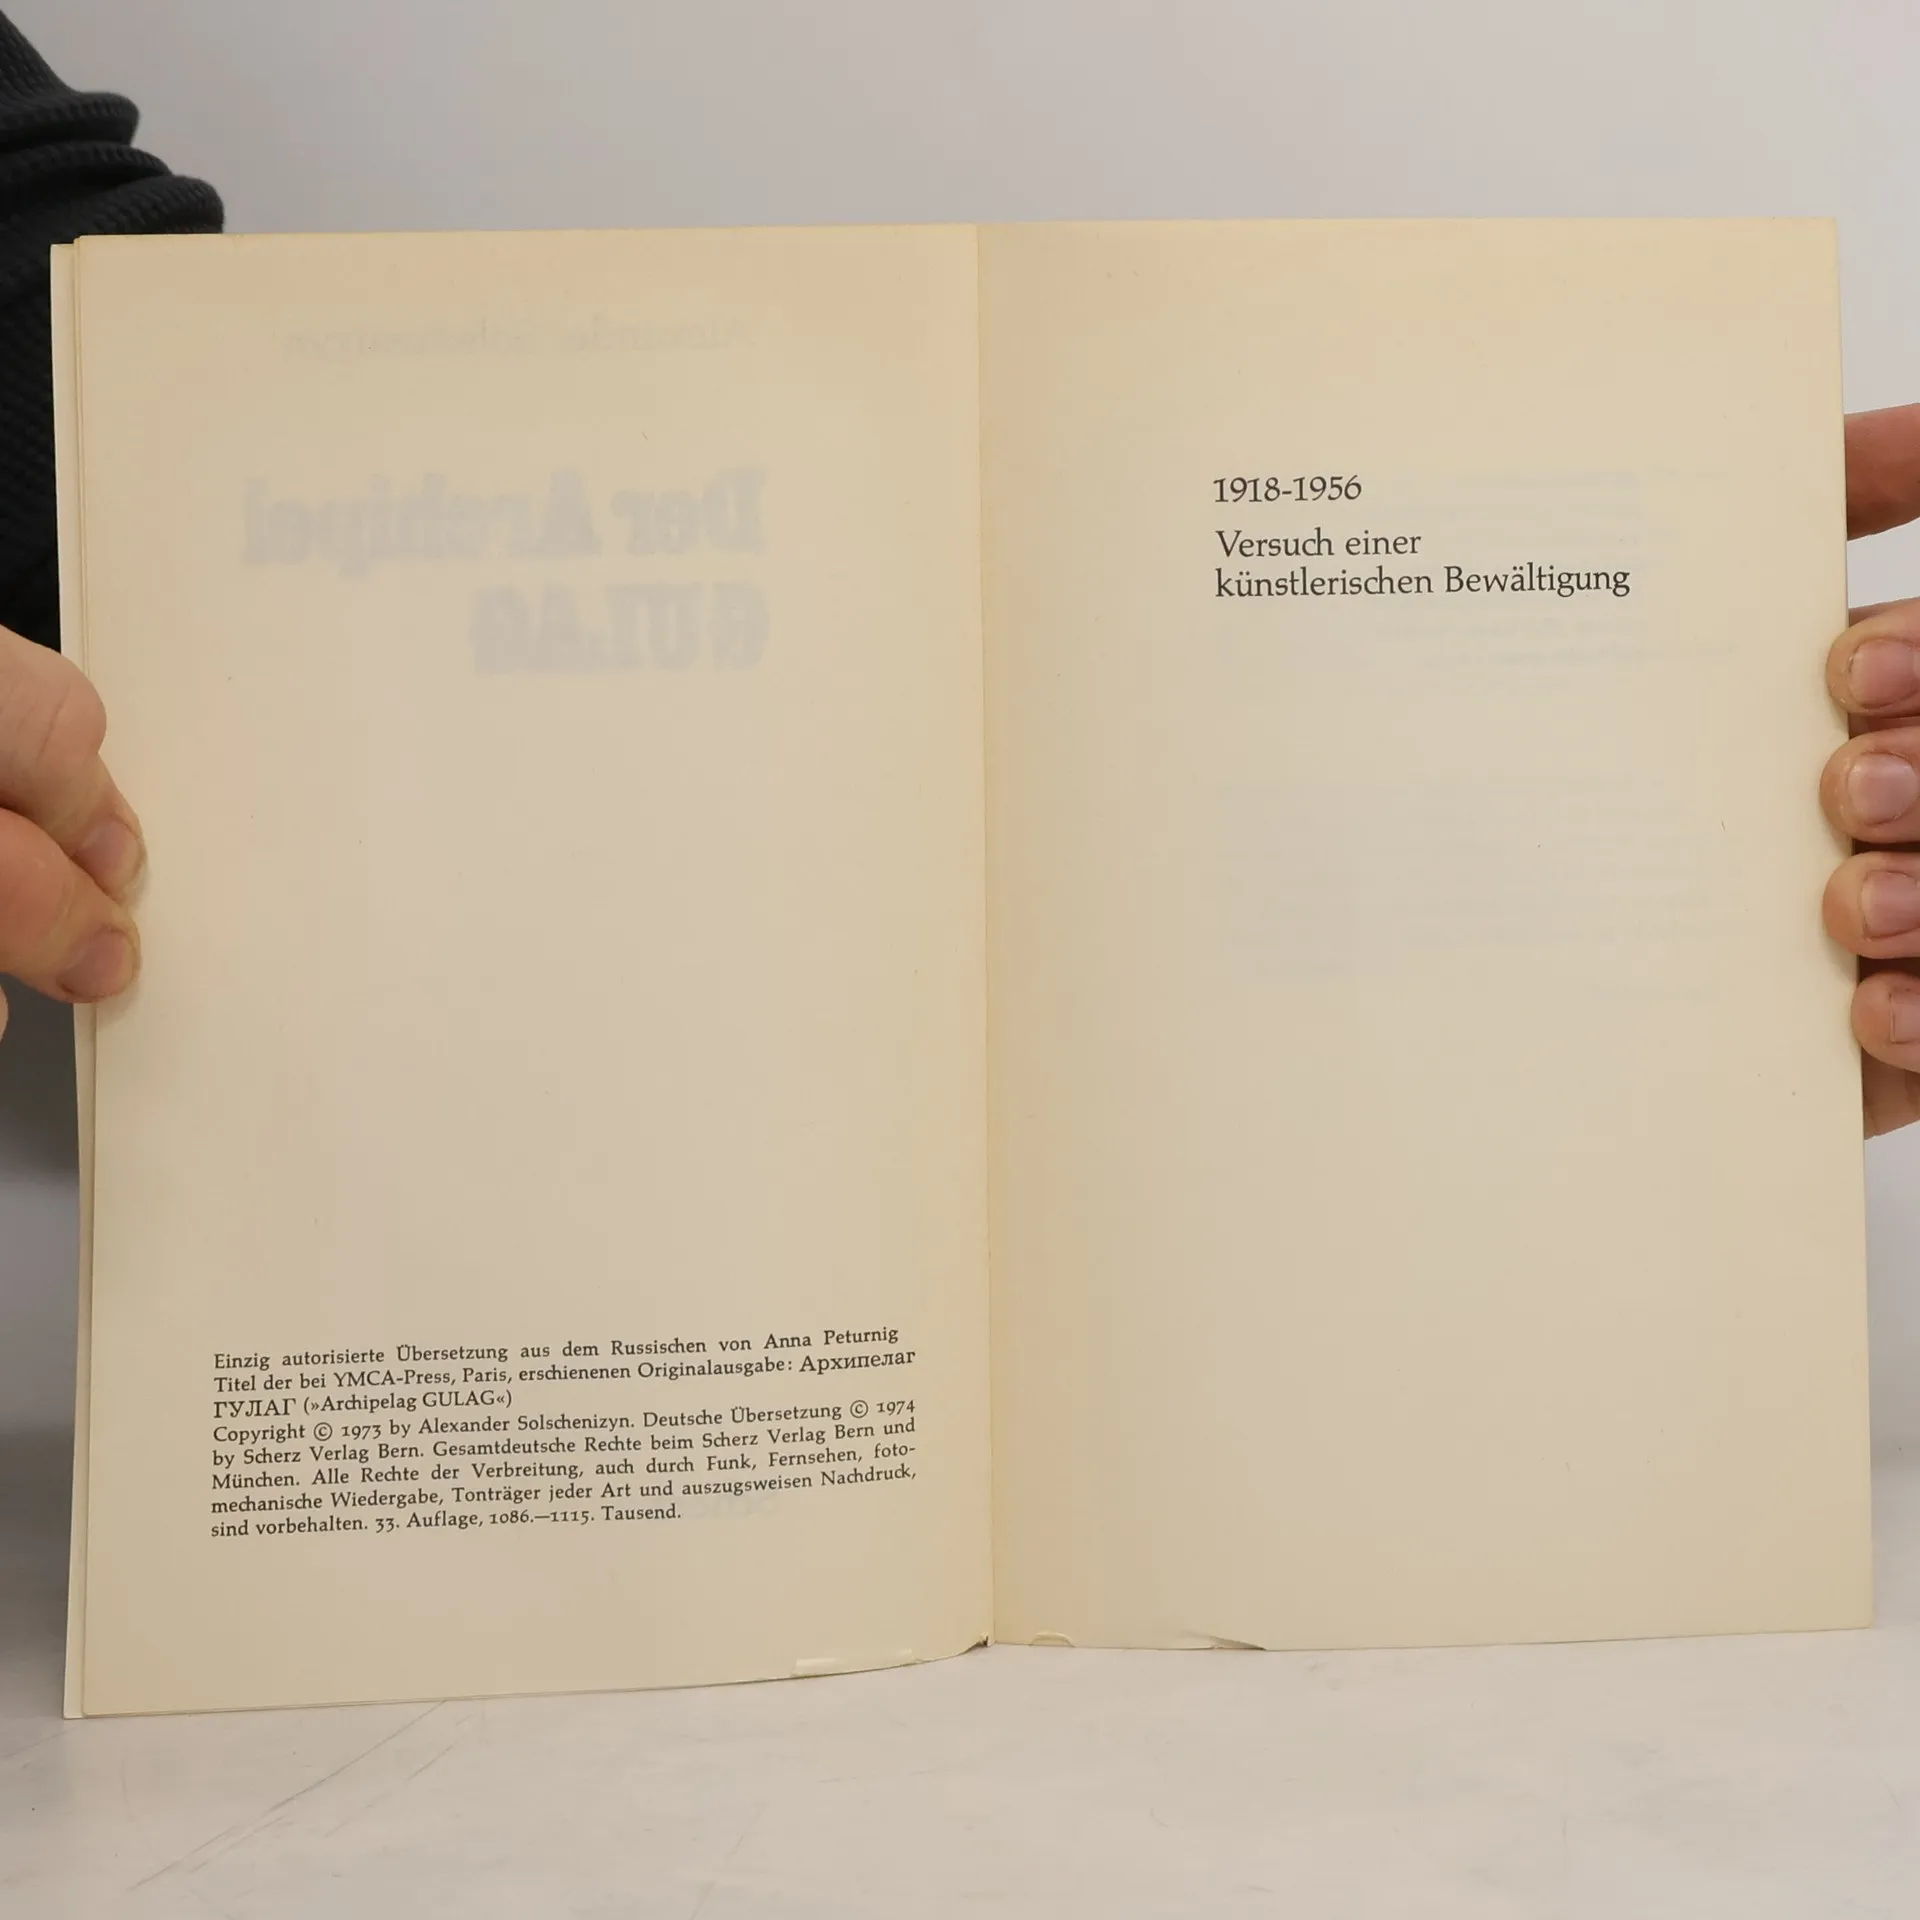 Einzig autorisierte Übersetzung aus dem Russischen von Anna Peturnig
Titel der bei YMCA-Press, Paris, erschienenen Originalausgabe: Архипелаг
ГУЛАГ (»Archipelag GULAG«)
Copyright © 1973 by Alexander Solschenizyn. Deutsche Übersetzung © 1974
by Scherz Verlag Bern. Gesamtdeutsche Rechte beim Scherz Verlag Bern und
München. Alle Rechte der Verbreitung, auch durch Funk, Fernsehen, foto-
mechanische Wiedergabe, Tonträger jeder Art und auszugsweisen Nachdruck,
sind vorbehalten. 33. Auflage, 1086.—1115. Tausend.
1918-1956
Versuch einer
künstlerischen Bewältigung